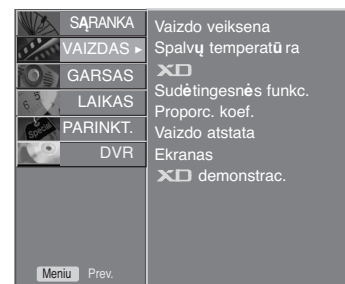 SĄRANKA
VAIZDAS ►
GARSAS
LAIKAS
PARINKT.
DVR
Meniu Prev.
Vaizdo veiksena
Spalvų temperatūra
XD
Sudėtingesnės funkc.
Proporc. koef.
Vaizdo atstata
Ekranas
XD demonstrac.